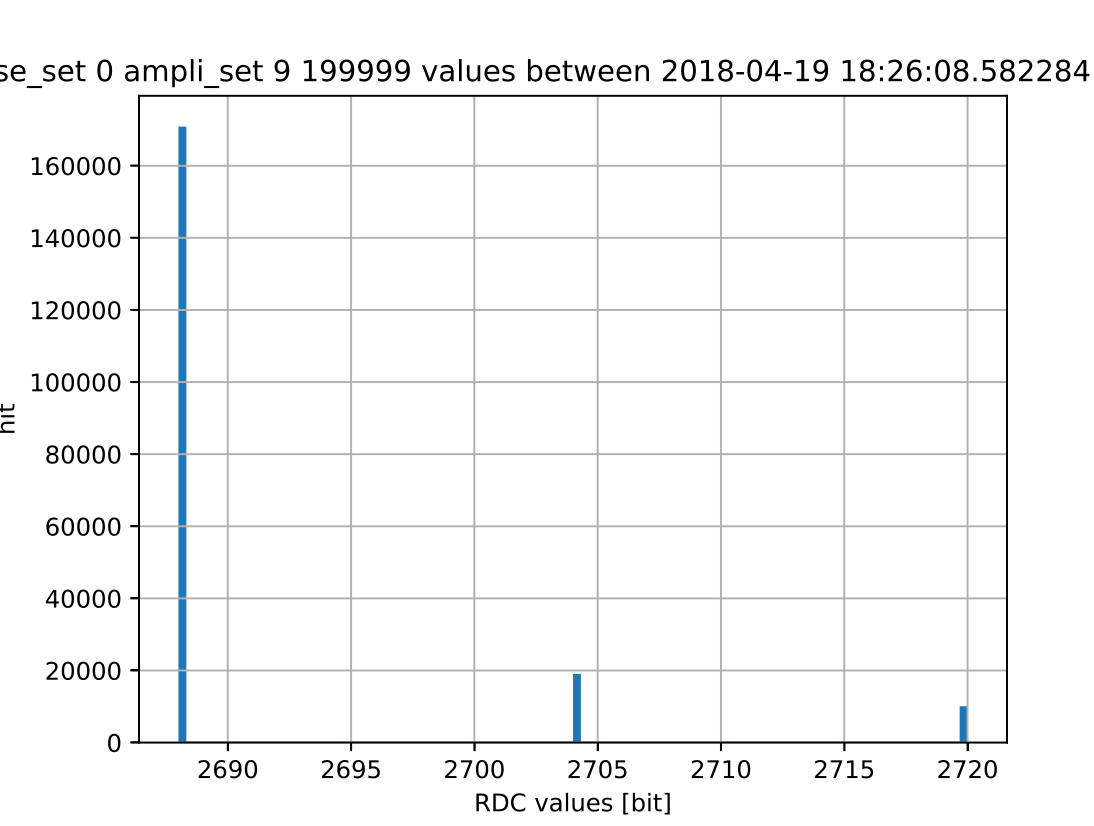 se_set 0 ampli_set 9 199999 values between 2018-04-19 18:26:08.582284
160000
140000
120000
100000
80000
60000
40000
20000
0
hit
2690 2695 2700 2705 2710 2715 2720
RDC values [bit]